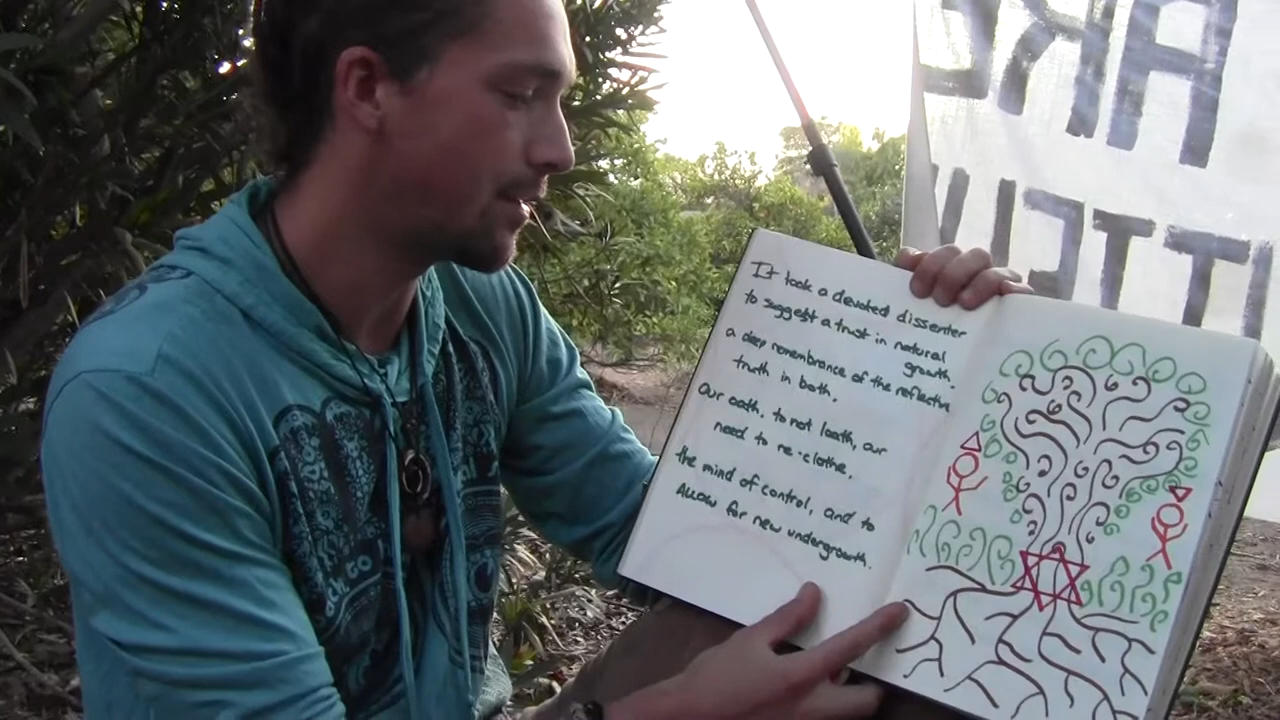 It took a devoted dissenter
to suggest a trust in natural
growth.
a deep remembrance of the reflective
truth in both.
Our oath, to not loath, our
need to re-clothe,
the mind of control, and to
Allow for new undergrowth.